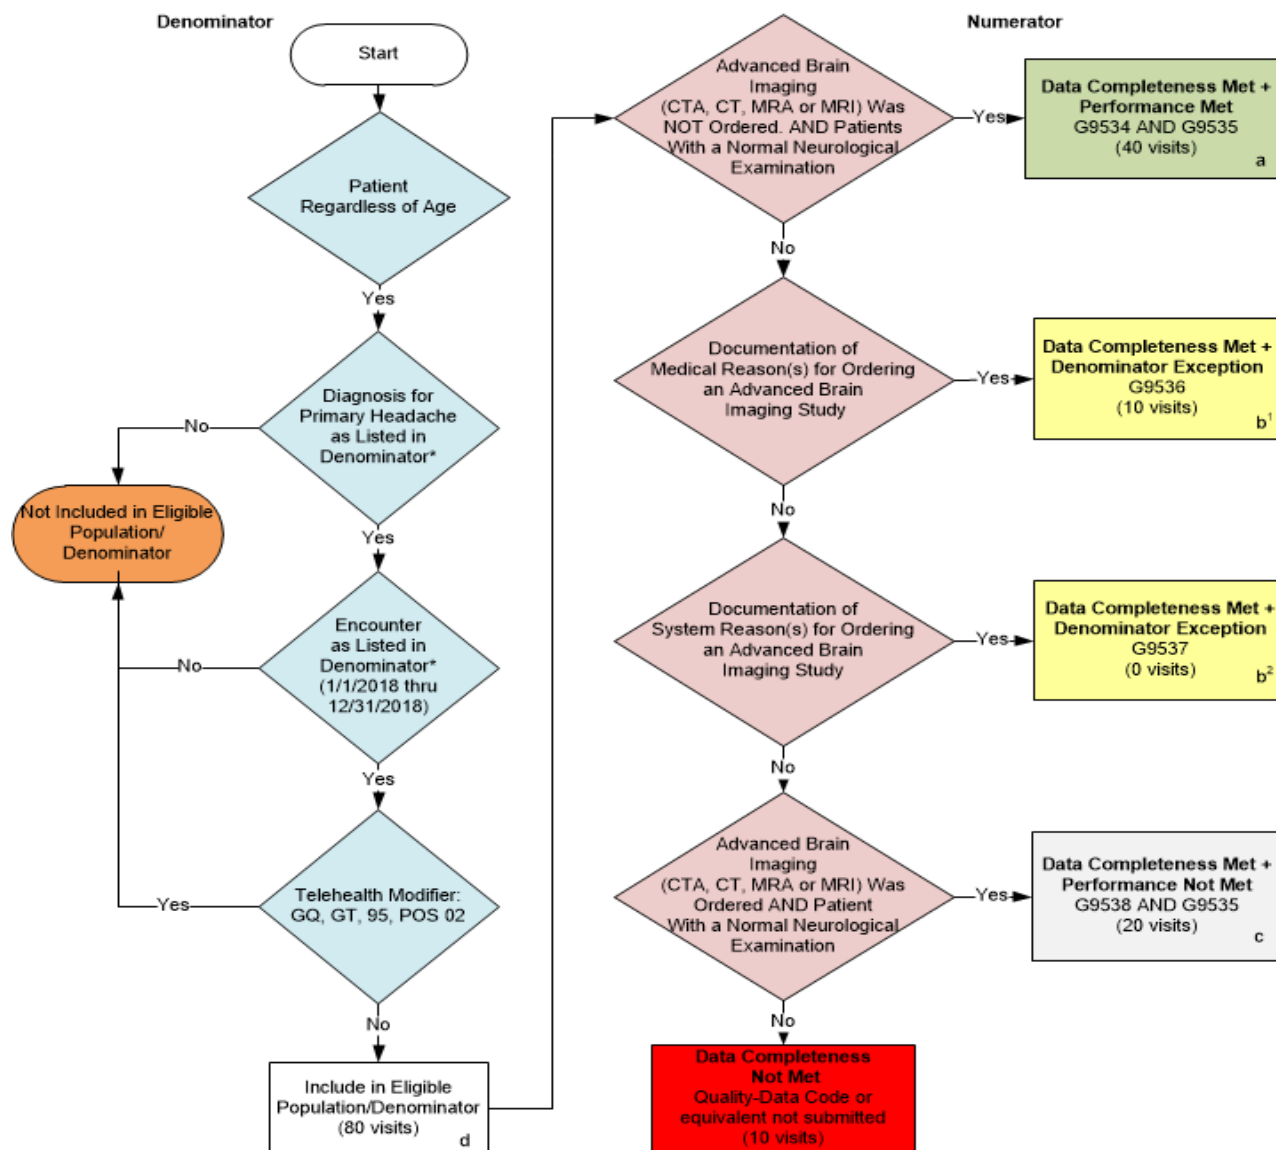 Denominator
Start
Patient
Regardless of Age
Yes
Diagnosis for
Primary Headache
as Listed in
Denominator*
No
Not Included in Eligible
Population/
Denominator
Yes
Encounter
as Listed in
Denominator*
(1/1/2018 thru
12/31/2018)
No
Yes
Telehealth Modifier:
GQ, GT, 95, POS 02
Yes
No
Include in Eligible
Population/Denominator
(80 visits)
d
Numerator
Advanced Brain
Imaging
(CTA, CT, MRA or MRI) Was
NOT Ordered. AND Patients
With a Normal Neurological
Examination
Yes
Data Completeness Met +
Performance Met
G9534 AND G9535
(40 visits)
a
No
Documentation of
Medical Reason(s) for Ordering
an Advanced Brain
Imaging Study
Yes
Data Completeness Met +
Denominator Exception
G9536
(10 visits)
b¹
No
Documentation of
System Reason(s) for Ordering
an Advanced Brain
Imaging Study
Yes
Data Completeness Met +
Denominator Exception
G9537
(0 visits)
b²
No
Advanced Brain
Imaging
(CTA, CT, MRA or MRI) Was
Ordered AND Patient
With a Normal Neurological
Examination
Yes
Data Completeness Met +
Performance Not Met
G9538 AND G9535
(20 visits)
c
No
Data Completeness
Not Met
Quality-Data Code or
equivalent not submitted
(10 visits)